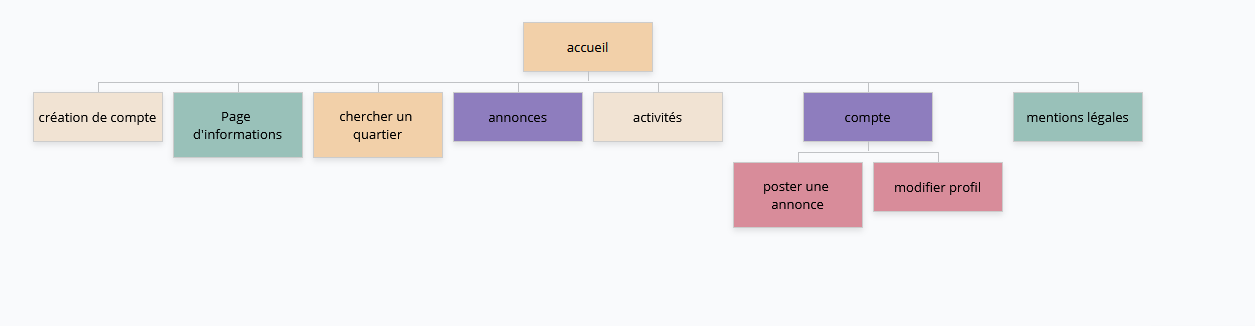 accueil
création de compte
Page
d'informations
chercher un
quartier
annonces
activités
compte
mentions légales
poster une
annonce
modifier profil